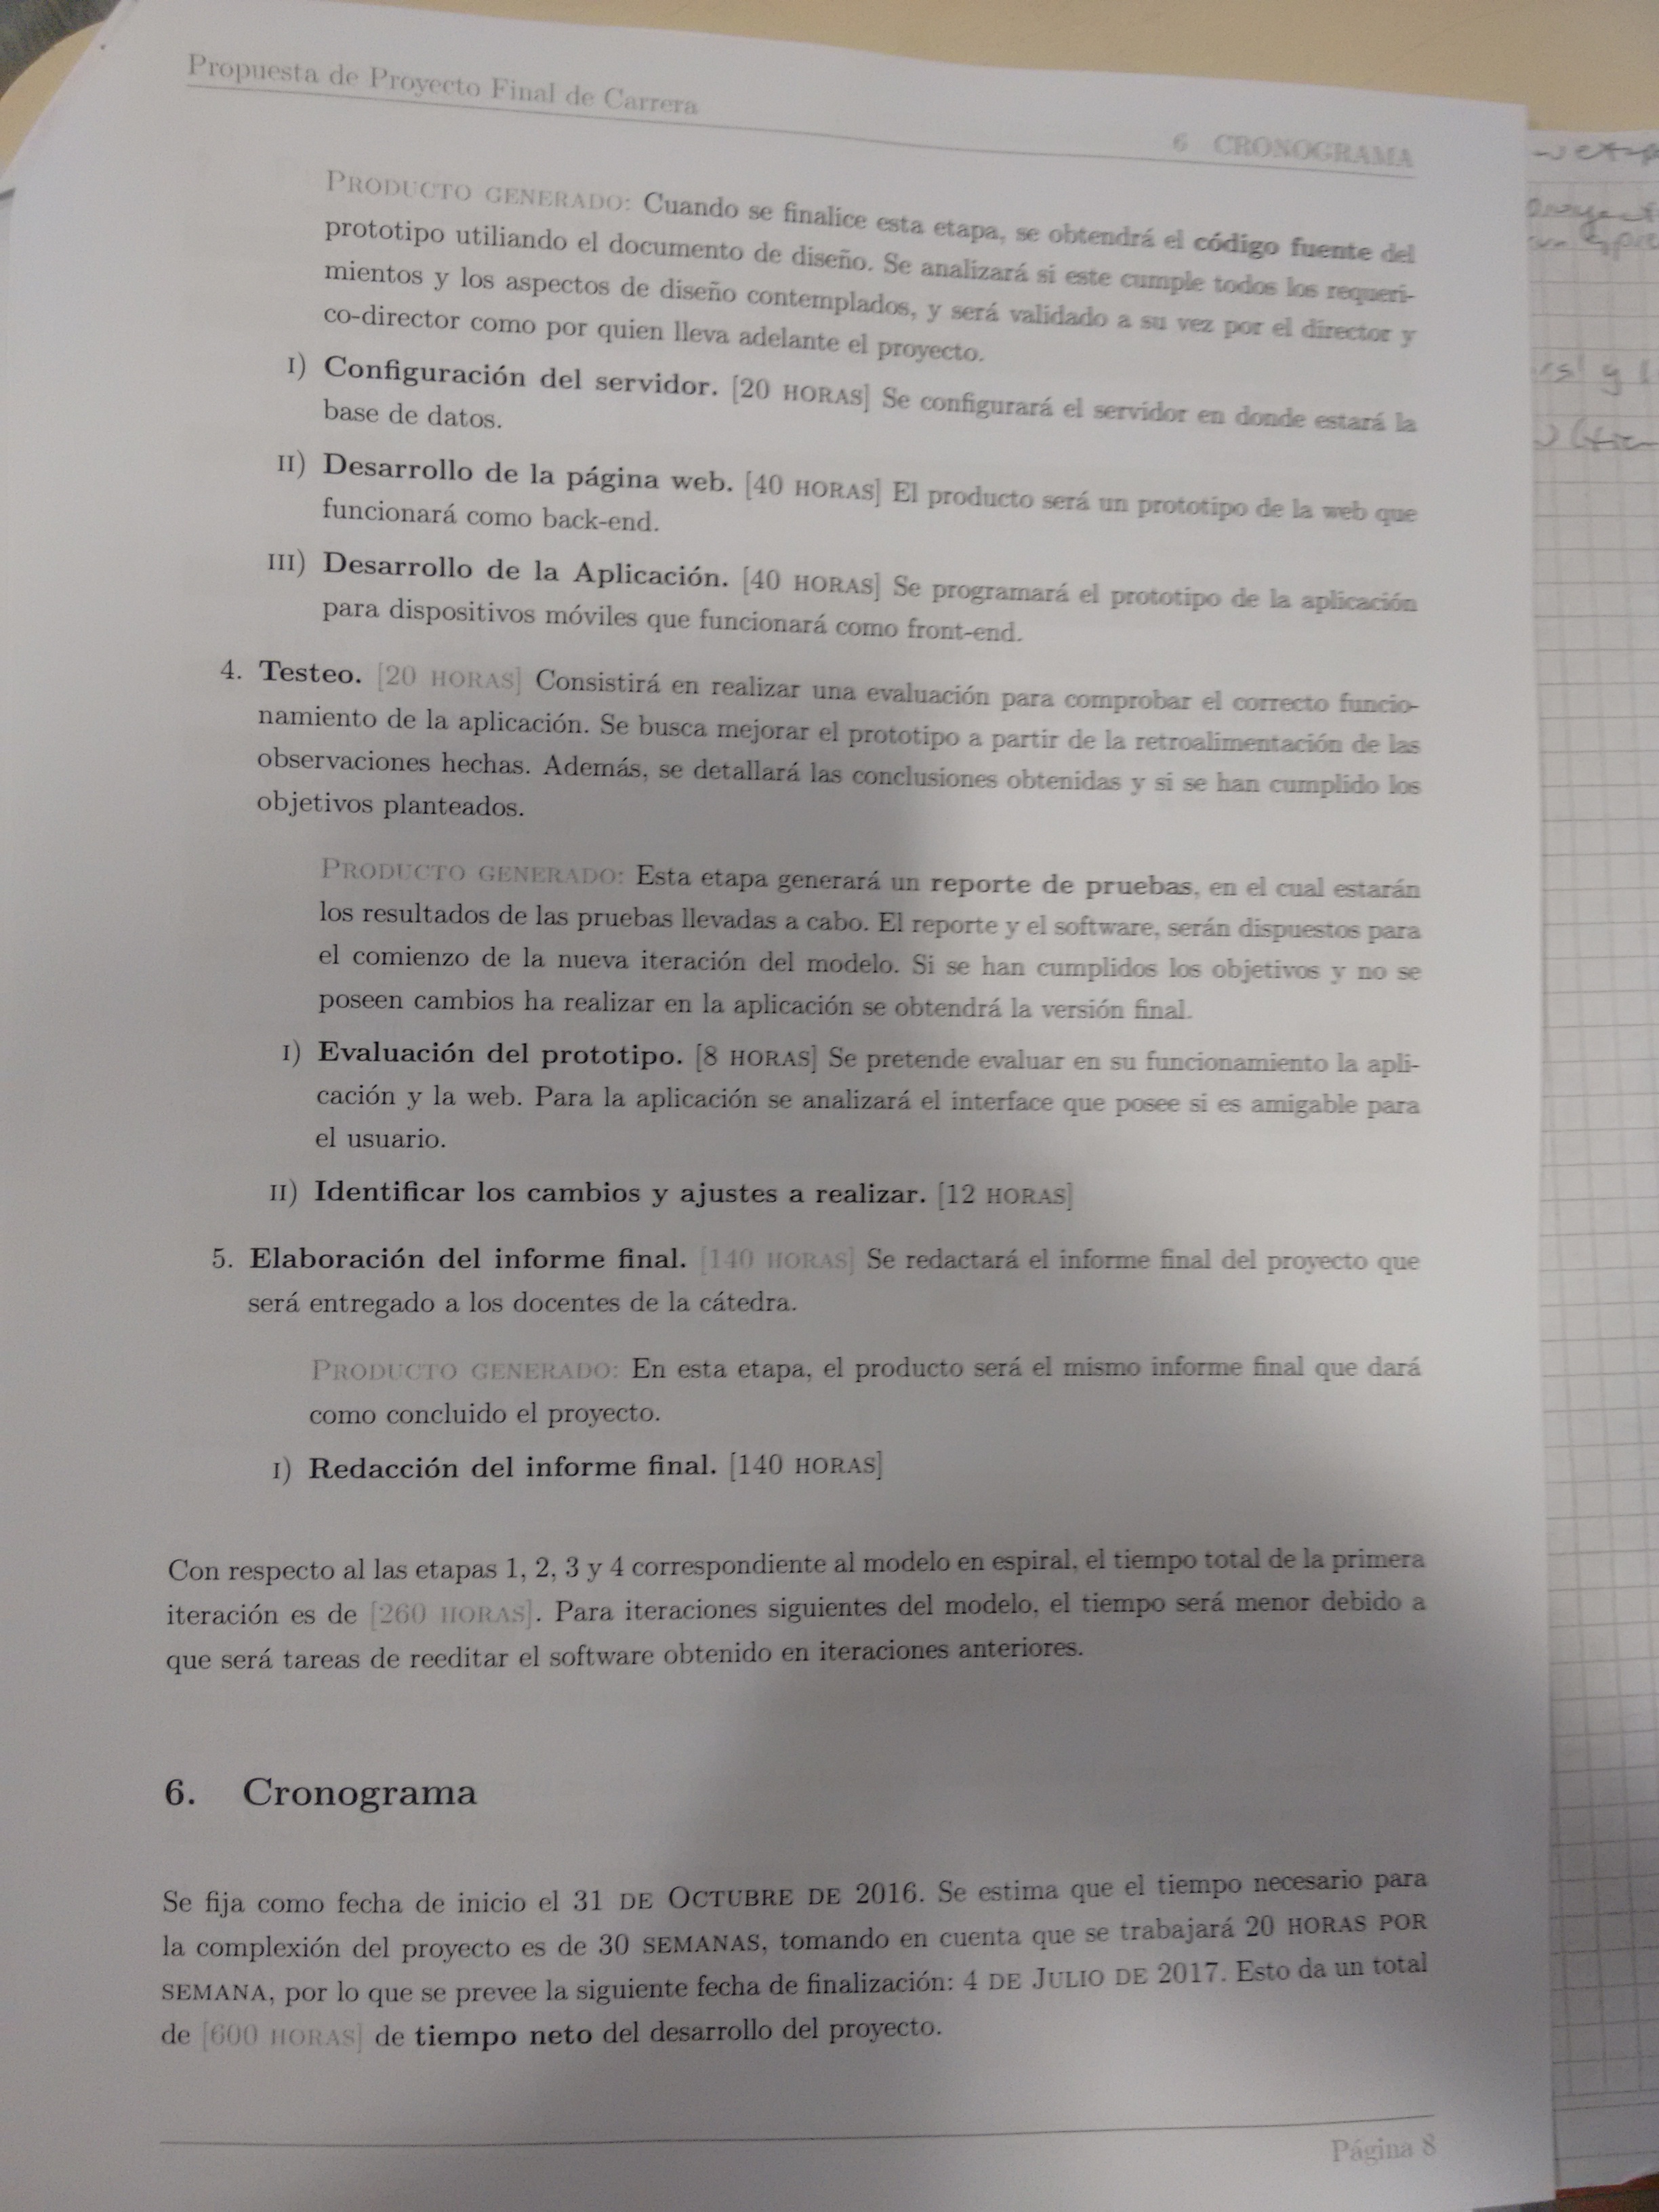 Propuesta de Proyecto Final de Carrera
6 CRONOGRAMA
PRODUCTO GENERADO: Cuando se finalice esta etapa, se obtendrá el código fuente del
prototipo utiliando el documento de diseño. Se analizará si este cumple todos los requeri-
mientos y los aspectos de diseño contemplados, y será validado a su vez por el director y
co-director como por quien lleva adelante el proyecto.
I) Configuración del servidor. [20 HORAS] Se configurará el servidor en donde estará la
base de datos.
II) Desarrollo de la página web. [40 HORAS] El producto será un prototipo de la web que
funcionará como back-end.
III) Desarrollo de la Aplicación. [40 HORAS] Se programará el prototipo de la aplicación
para dispositivos móviles que funcionará como front-end.
4. Testeo. [20 HORAS] Consistirá en realizar una evaluación para comprobar el correcto funcio-
namiento de la aplicación. Se busca mejorar el prototipo a partir de la retroalimentación de las
observaciones hechas. Además, se detallará las conclusiones obtenidas y si se han cumplido los
objetivos planteados.
PRODUCTO GENERADO: Esta etapa generará un reporte de pruebas, en el cual estarán
los resultados de las pruebas llevadas a cabo. El reporte y el software, serán dispuestos para
el comienzo de la nueva iteración del modelo. Si se han cumplidos los objetivos y no se
poseen cambios ha realizar en la aplicación se obtendrá la versión final.
I) Evaluación del prototipo. [8 HORAS] Se pretende evaluar en su funcionamiento la apli-
cación y la web. Para la aplicación se analizará el interface que posee si es amigable para
el usuario.
II) Identificar los cambios y ajustes a realizar. [12 HORAS]
5. Elaboración del informe final. [140 HORAS] Se redactará el informe final del proyecto que
será entregado a los docentes de la cátedra.
PRODUCTO GENERADO: En esta etapa, el producto será el mismo informe final que dará
como concluido el proyecto.
I) Redacción del informe final. [140 HORAS]
Con respecto al las etapas 1, 2, 3 y 4 correspondiente al modelo en espiral, el tiempo total de la primera
iteración es de [260 HORAS]. Para iteraciones siguientes del modelo, el tiempo será menor debido a
que será tareas de reeditar el software obtenido en iteraciones anteriores.
6. Cronograma
Se fija como fecha de inicio el 31 DE OCTUBRE DE 2016. Se estima que el tiempo necesario para
la complexión del proyecto es de 30 SEMANAS, tomando en cuenta que se trabajará 20 HORAS POR
SEMANA, por lo que se prevee la siguiente fecha de finalización: 4 DE JULIO DE 2017. Esto da un total
de [600 HORAS] de tiempo neto del desarrollo del proyecto.
Página 8